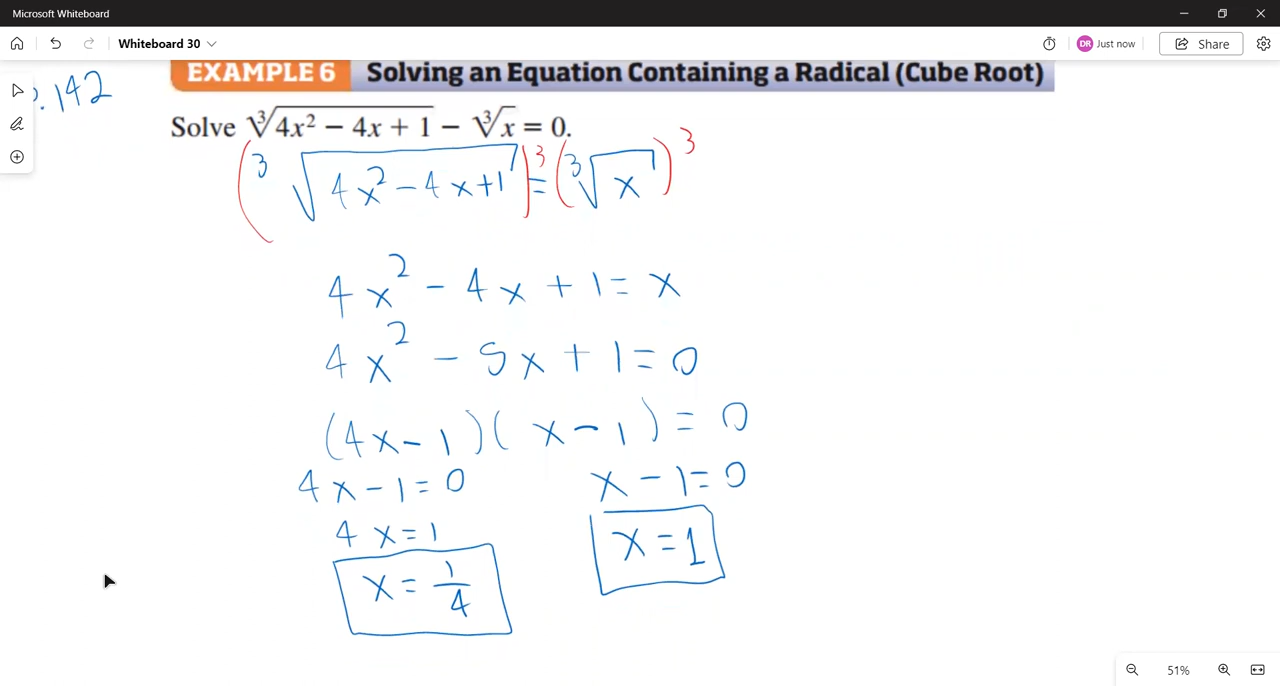 Microsoft Whiteboard
Whiteboard 30
DR Just now
Share
.142
EXAMPLE 6 Solving an Equation Containing a Radical (Cube Root)
Solve ∛(4x² − 4x + 1) − ∛x = 0.
(∛(4x² − 4x + 1))³ = (∛x)³
4x² − 4x + 1 = x
4x² − 5x + 1 = 0
(4x − 1)(x − 1) = 0
4x − 1 = 0 x − 1 = 0
4x = 1
x = 1/4 x = 1
51%